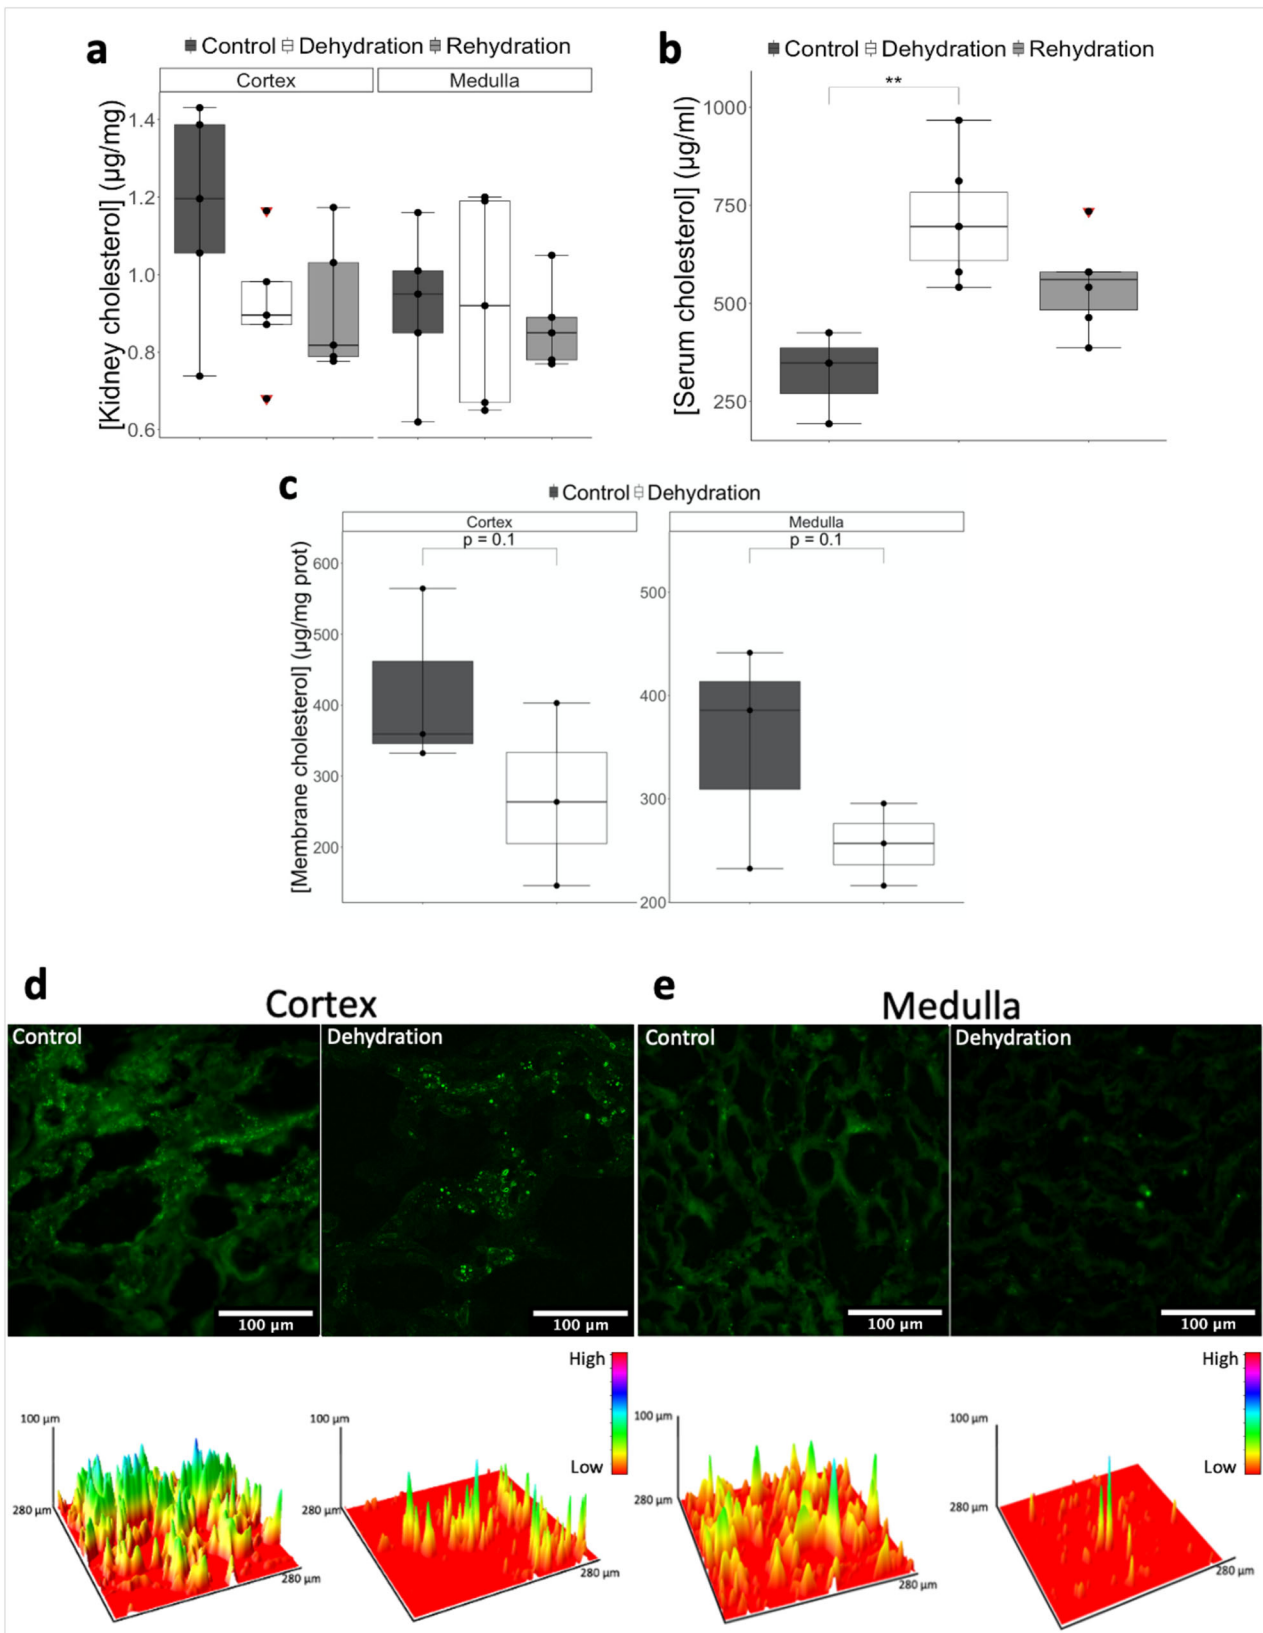 a
Control Dehydration Rehydration
Cortex Medulla
[Kidney cholesterol] (µg/mg)
1.4
1.2
1.0
0.8
0.6
b
Control Dehydration Rehydration
**
[Serum cholesterol] (µg/ml)
1000
750
500
250
c
Control Dehydration
Cortex Medulla
p = 0.1 p = 0.1
[Membrane cholesterol] (µg/mg prot)
600
500
400
300
200
500
400
300
200
d
Cortex
Control Dehydration
100 µm 100 µm
e
Medulla
Control Dehydration
100 µm 100 µm
High
Low
100 µm
280 µm
280 µm
100 µm
280 µm
280 µm
High
Low
100 µm
280 µm
280 µm
100 µm
280 µm
280 µm